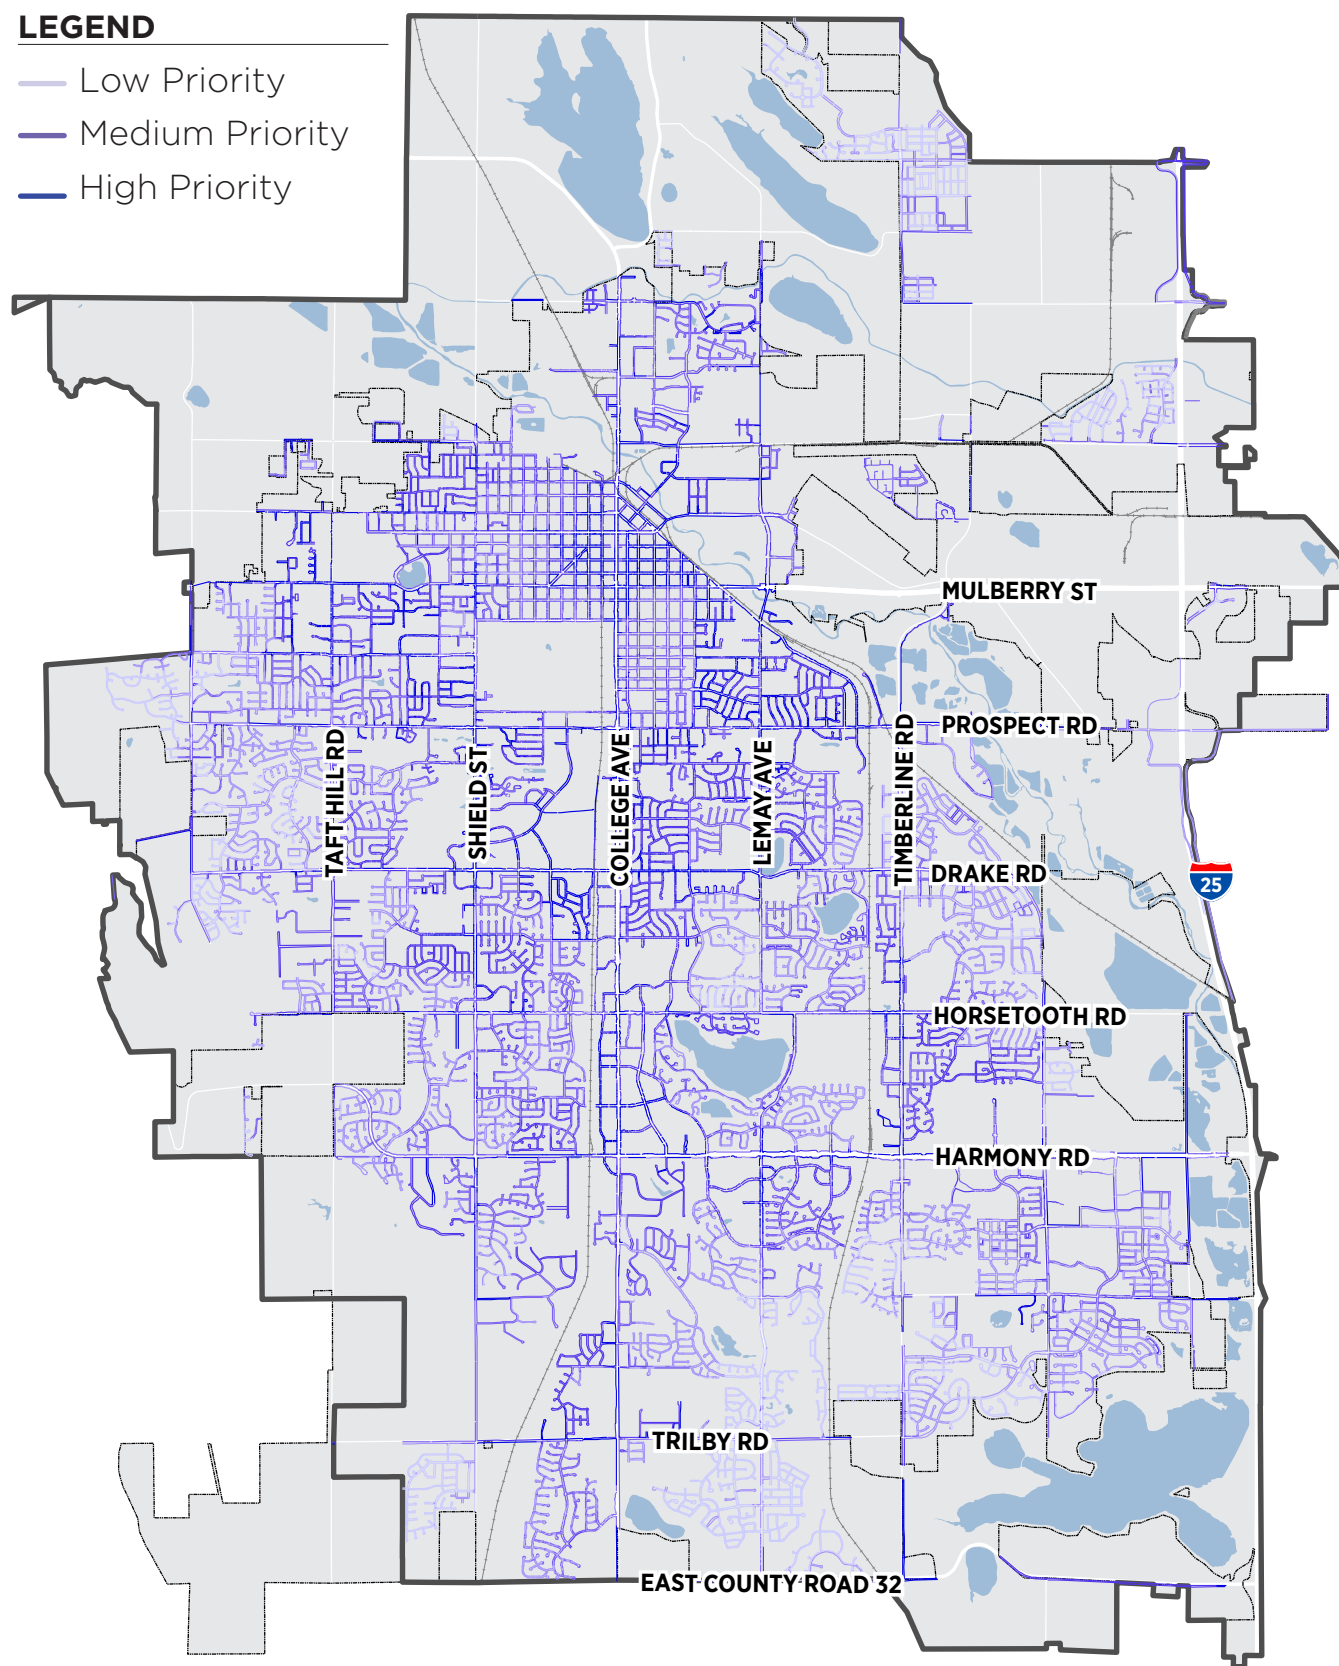 LEGEND
Low Priority
Medium Priority
High Priority
MULBERRY ST
PROSPECT RD
TAFT HILL RD
SHIELD ST
COLLEGE AVE
LEMAY AVE
TIMBERLINE RD
DRAKE RD
25
HORSETOOTH RD
HARMONY RD
TRILBY RD
EAST COUNTY ROAD 32